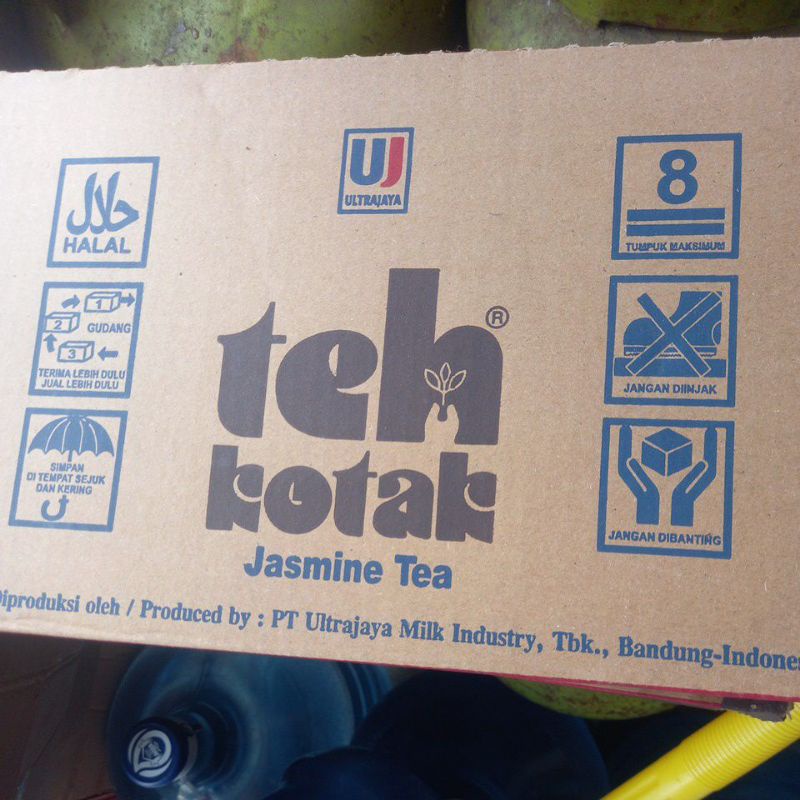 حلال
HALAL
1
2
GUDANG
3
TERIMA LEBIH DULU
JUAL LEBIH DULU
SIMPAN
DI TEMPAT SEJUK
DAN KERING
UJ
ULTRAJAYA
teh®
kotak
Jasmine Tea
8
TUMPUK MAKSIMUM
JANGAN DIINJAK
JANGAN DIBANTING
Diproduksi oleh / Produced by : PT Ultrajaya Milk Industry, Tbk., Bandung-Indones